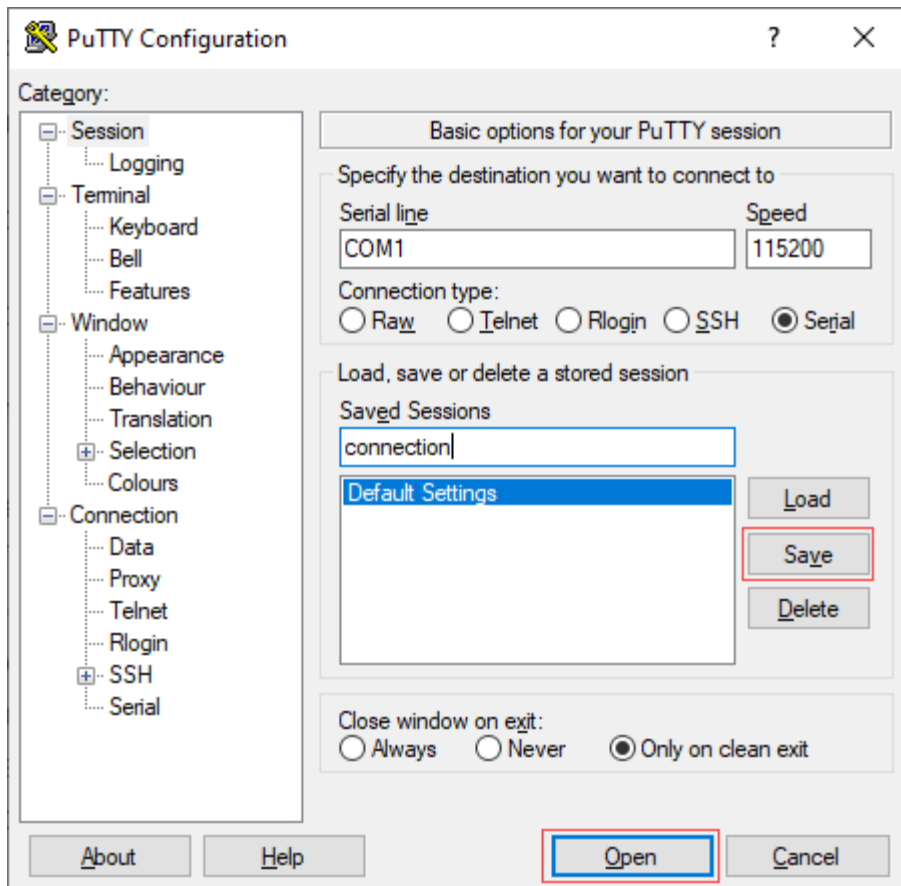 PuTTY Configuration
?
Category:
Session
Logging
Terminal
Keyboard
Bell
Features
Window
Appearance
Behaviour
Translation
Selection
Colours
Connection
Data
Proxy
Telnet
Rlogin
SSH
Serial
Basic options for your PuTTY session
Specify the destination you want to connect to
Serial line Speed
COM1 115200
Connection type:
Raw Telnet Rlogin SSH Serial
Load, save or delete a stored session
Saved Sessions
connection
Default Settings
Load
Save
Delete
Close window on exit:
Always Never Only on clean exit
About Help Open Cancel